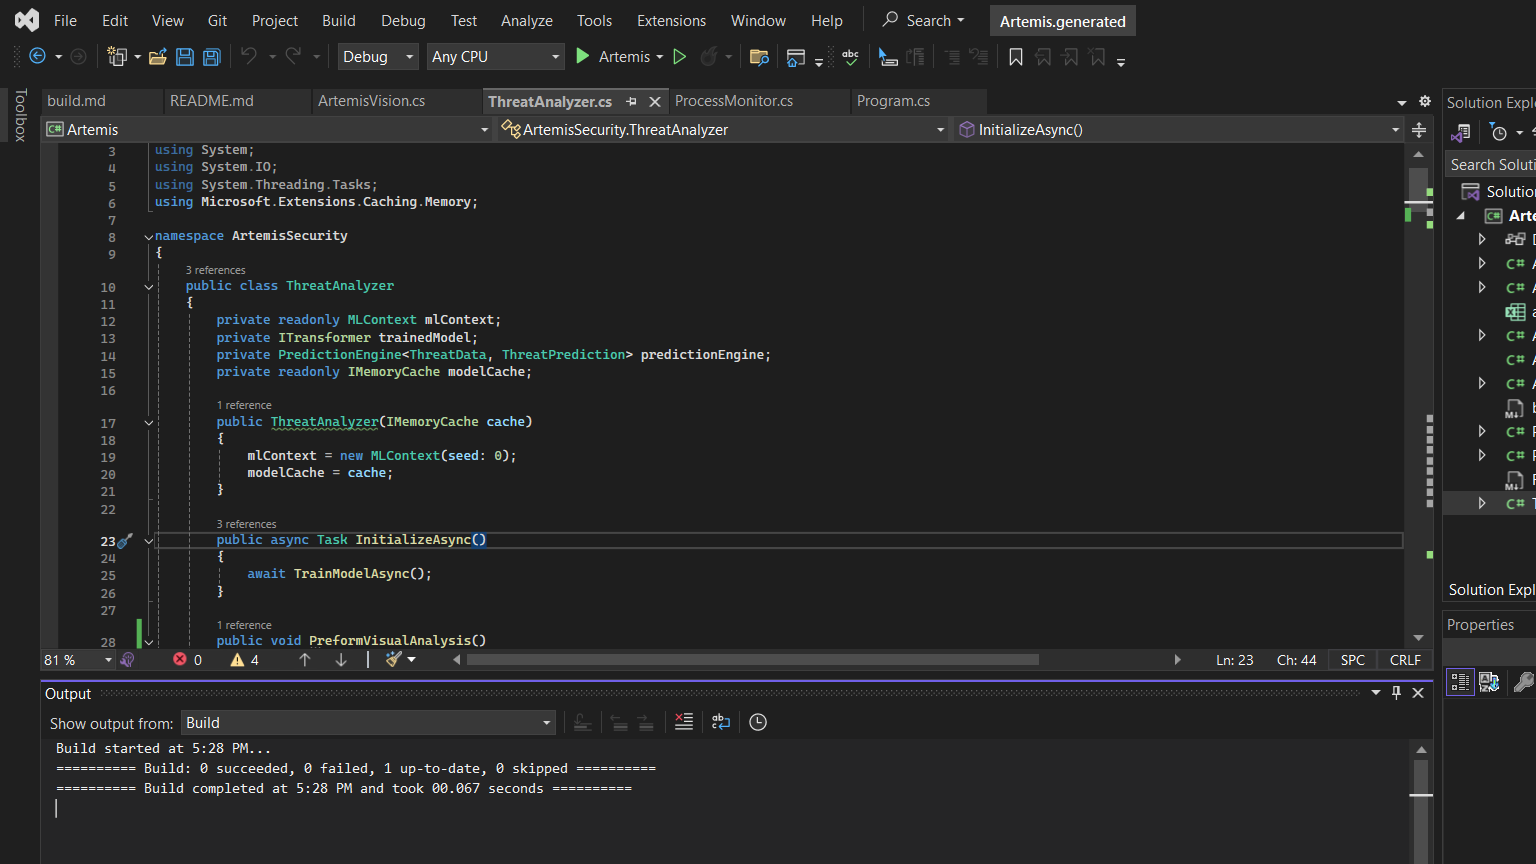 File Edit View Git Project Build Debug Test Analyze Tools Extensions Window Help Search Artemis.generated
Debug Any CPU Artemis
Toolbox
build.md README.md ArtemisVision.cs ThreatAnalyzer.cs ProcessMonitor.cs Program.cs
Artemis ArtemisSecurity.ThreatAnalyzer InitializeAsync()
3 using System;
4 using System.IO;
5 using System.Threading.Tasks;
6 using Microsoft.Extensions.Caching.Memory;
7
8 namespace ArtemisSecurity
9 {
3 references
10 public class ThreatAnalyzer
11 {
12 private readonly MLContext mlContext;
13 private ITransformer trainedModel;
14 private PredictionEngine<ThreatData, ThreatPrediction> predictionEngine;
15 private readonly IMemoryCache modelCache;
16
1 reference
17 public ThreatAnalyzer(IMemoryCache cache)
18 {
19 mlContext = new MLContext(seed: 0);
20 modelCache = cache;
21 }
22
3 references
23 public async Task InitializeAsync()
24 {
25 await TrainModelAsync();
26 }
27
1 reference
28 public void PreformVisualAnalysis()
81 % 0 4 Ln: 23 Ch: 44 SPC CRLF
Output
Show output from: Build
Build started at 5:28 PM...
========== Build: 0 succeeded, 0 failed, 1 up-to-date, 0 skipped ==========
========== Build completed at 5:28 PM and took 00.067 seconds ==========
Solution Explo
Search Soluti
Solutio
Arte
Solution Expl
Properties